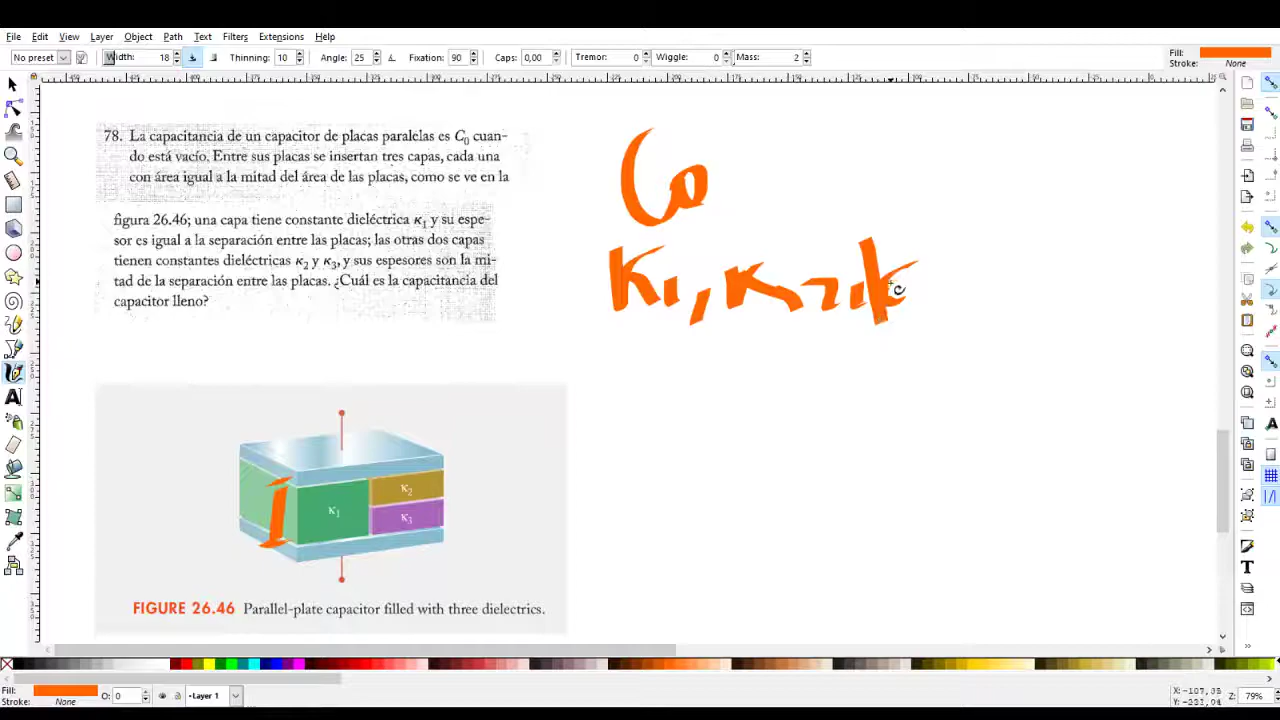 File Edit View Layer Object Path Text Filters Extensions Help
No preset Width: 18 Thinning: 10 Angle: 25 Fixation: 90 Caps: 0,00 Tremor: 0 Wiggle: 0 Mass: 2 Fill: Stroke: None
78. La capacitancia de un capacitor de placas paralelas es C₀ cuan-
do está vacío. Entre sus placas se insertan tres capas, cada una
con área igual a la mitad del área de las placas, como se ve en la
figura 26.46; una capa tiene constante dieléctrica κ₁ y su espe-
sor es igual a la separación entre las placas; las otras dos capas
tienen constantes dieléctricas κ₂ y κ₃, y sus espesores son la mi-
tad de la separación entre las placas. ¿Cuál es la capacitancia del
capacitor lleno?
C₀
K₁, K₂, K
κ₁
κ₂
κ₃
FIGURE 26.46 Parallel-plate capacitor filled with three dielectrics.
Fill: Stroke: None O: 0 Layer 1 X: -107,35 Y: -231,04 Z: 79%